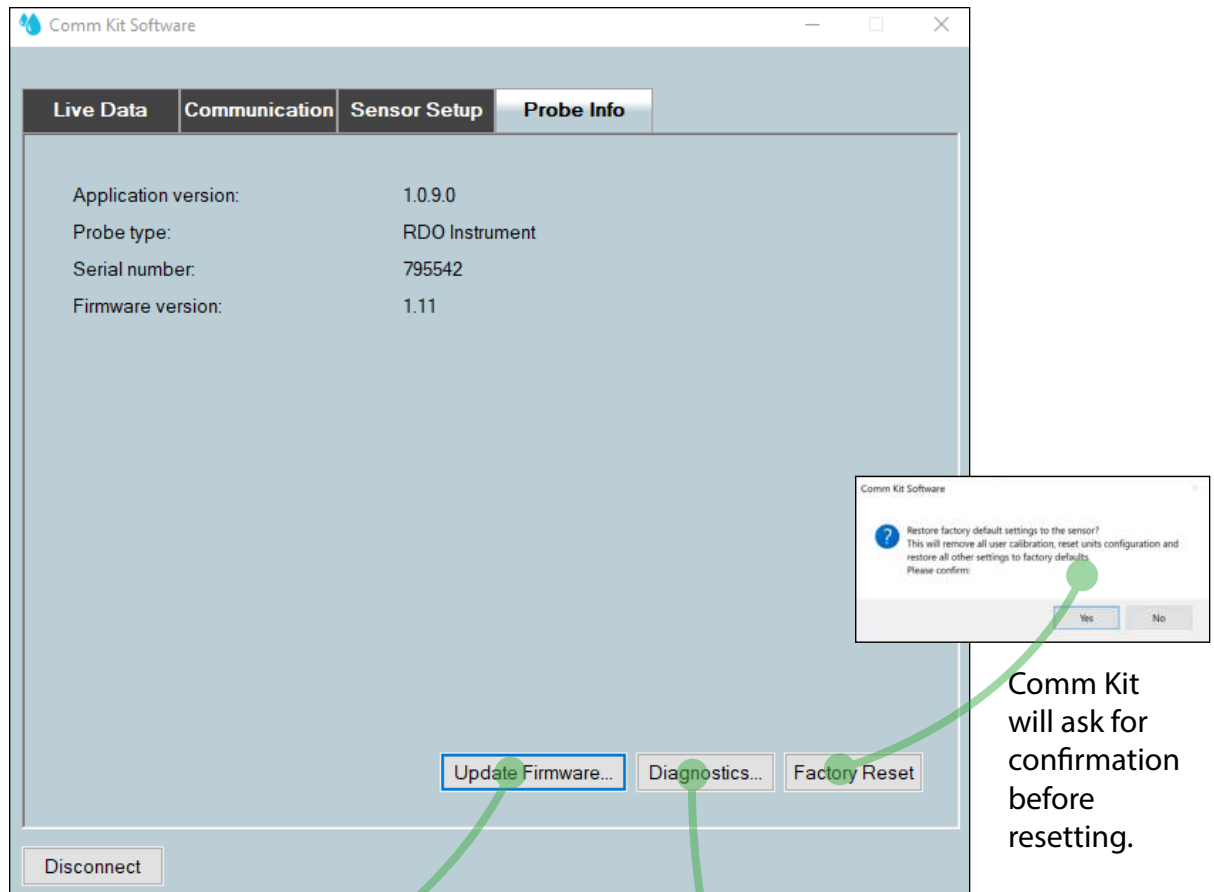 Comm Kit Software
Live Data Communication Sensor Setup Probe Info
Application version: 1.0.9.0
Probe type: RDO Instrument
Serial number: 795542
Firmware version: 1.11
Comm Kit Software
Restore factory default settings to the sensor?
This will remove all user calibration, reset units configuration and
restore all other settings to factory defaults.
Please confirm:
Yes No
Comm Kit
will ask for
confirmation
before
resetting.
Update Firmware... Diagnostics... Factory Reset
Disconnect